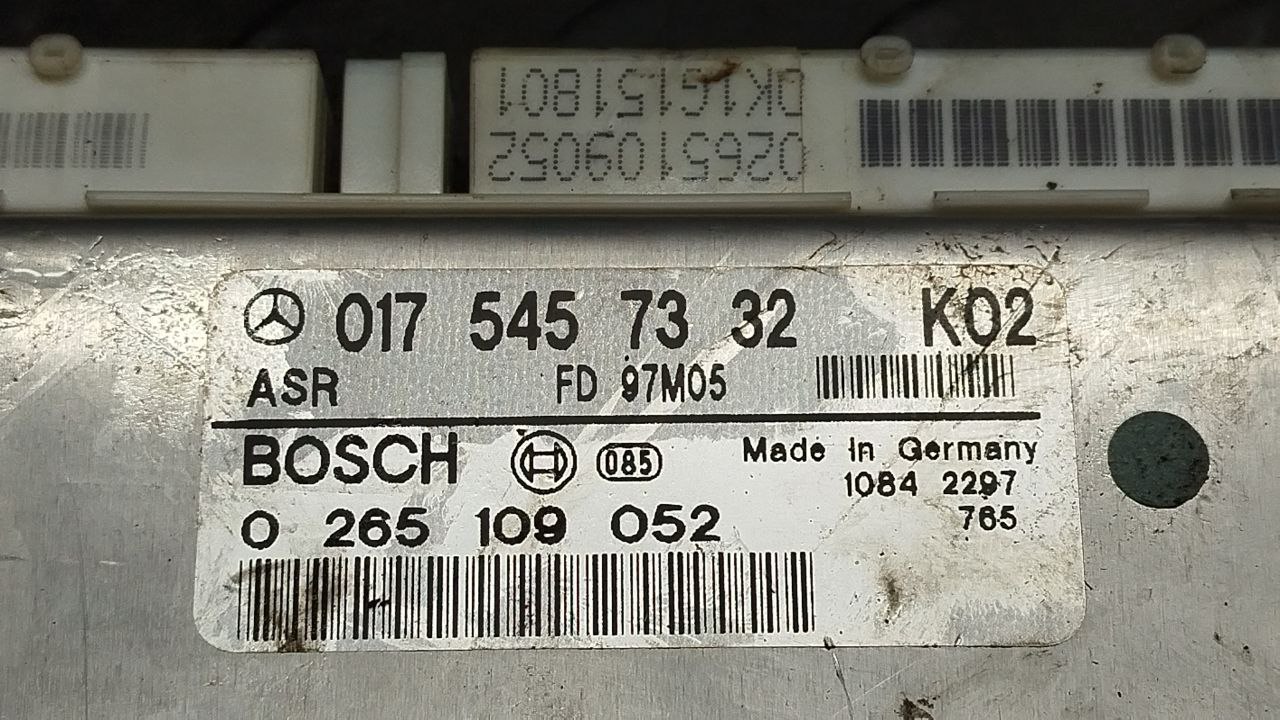 0265109052
017 545 73 32 K02
ASR FD 97M05
BOSCH 085 Made in Germany
1084 2297
0 265 109 052 765